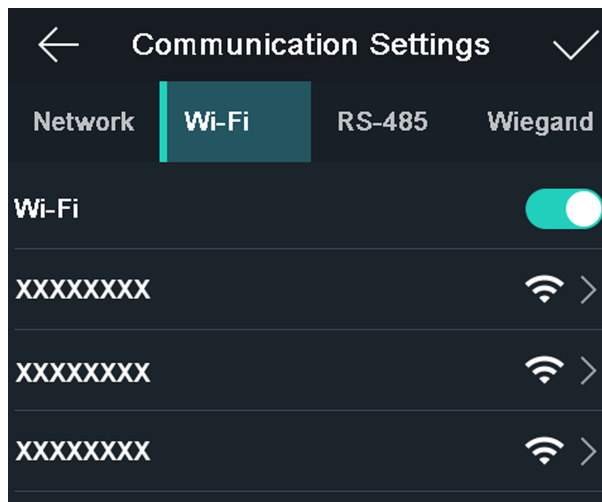 Communication Settings
Network Wi-Fi RS-485 Wiegand
Wi-Fi
XXXXXXXX
XXXXXXXX
XXXXXXXX